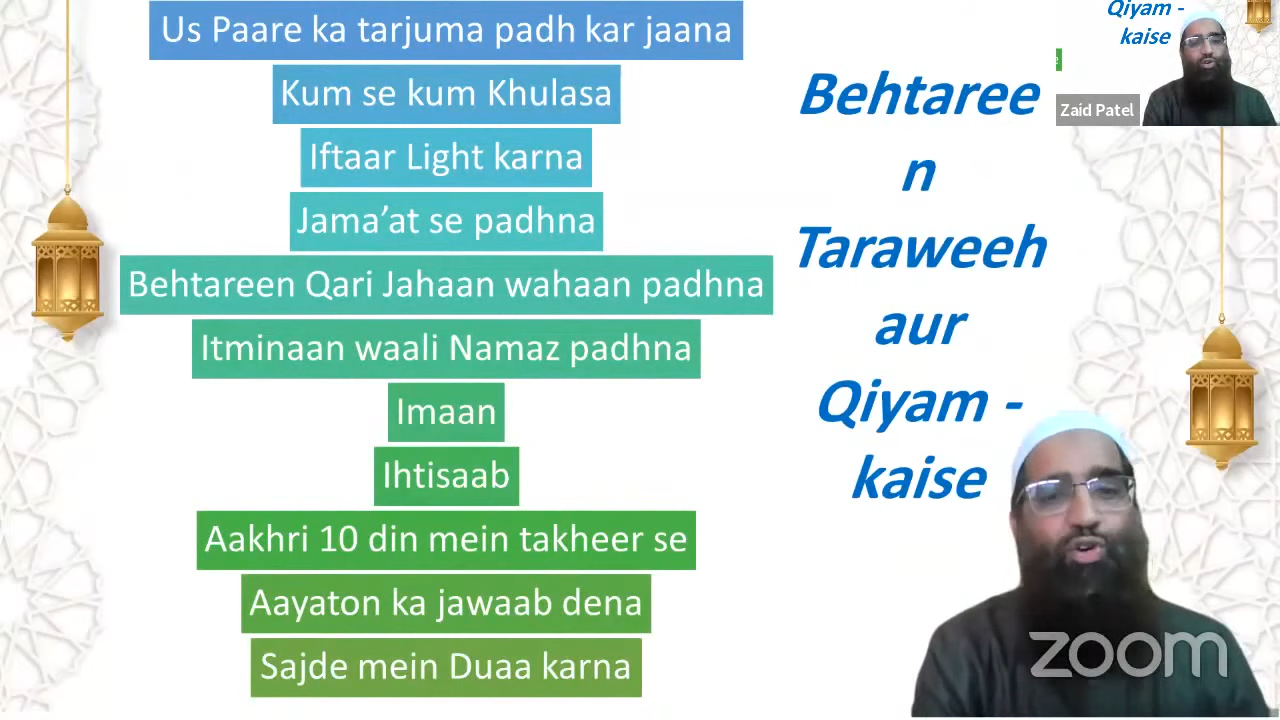 Us Paare ka tarjuma padh kar jaana
Kum se kum Khulasa
Iftaar Light karna
Jama’at se padhna
Behtareen Qari Jahaan wahaan padhna
Itminaan waali Namaz padhna
Imaan
Ihtisaab
Aakhri 10 din mein takheer se
Aayaton ka jawaab dena
Sajde mein Duaa karna
Behtaree
n
Taraweeh
aur
Qiyam -
kaise
Qiyam -
kaise
Zaid Patel
zoom